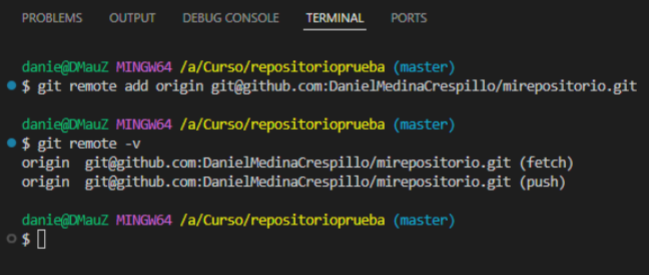 PROBLEMS OUTPUT DEBUG CONSOLE TERMINAL PORTS
danie@DMauZ MINGW64 /a/Curso/repositorioprueba (master)
$ git remote add origin git@github.com:DanielMedinaCrespillo/mirepositorio.git
danie@DMauZ MINGW64 /a/Curso/repositorioprueba (master)
$ git remote -v
origin  git@github.com:DanielMedinaCrespillo/mirepositorio.git (fetch)
origin  git@github.com:DanielMedinaCrespillo/mirepositorio.git (push)
danie@DMauZ MINGW64 /a/Curso/repositorioprueba (master)
$